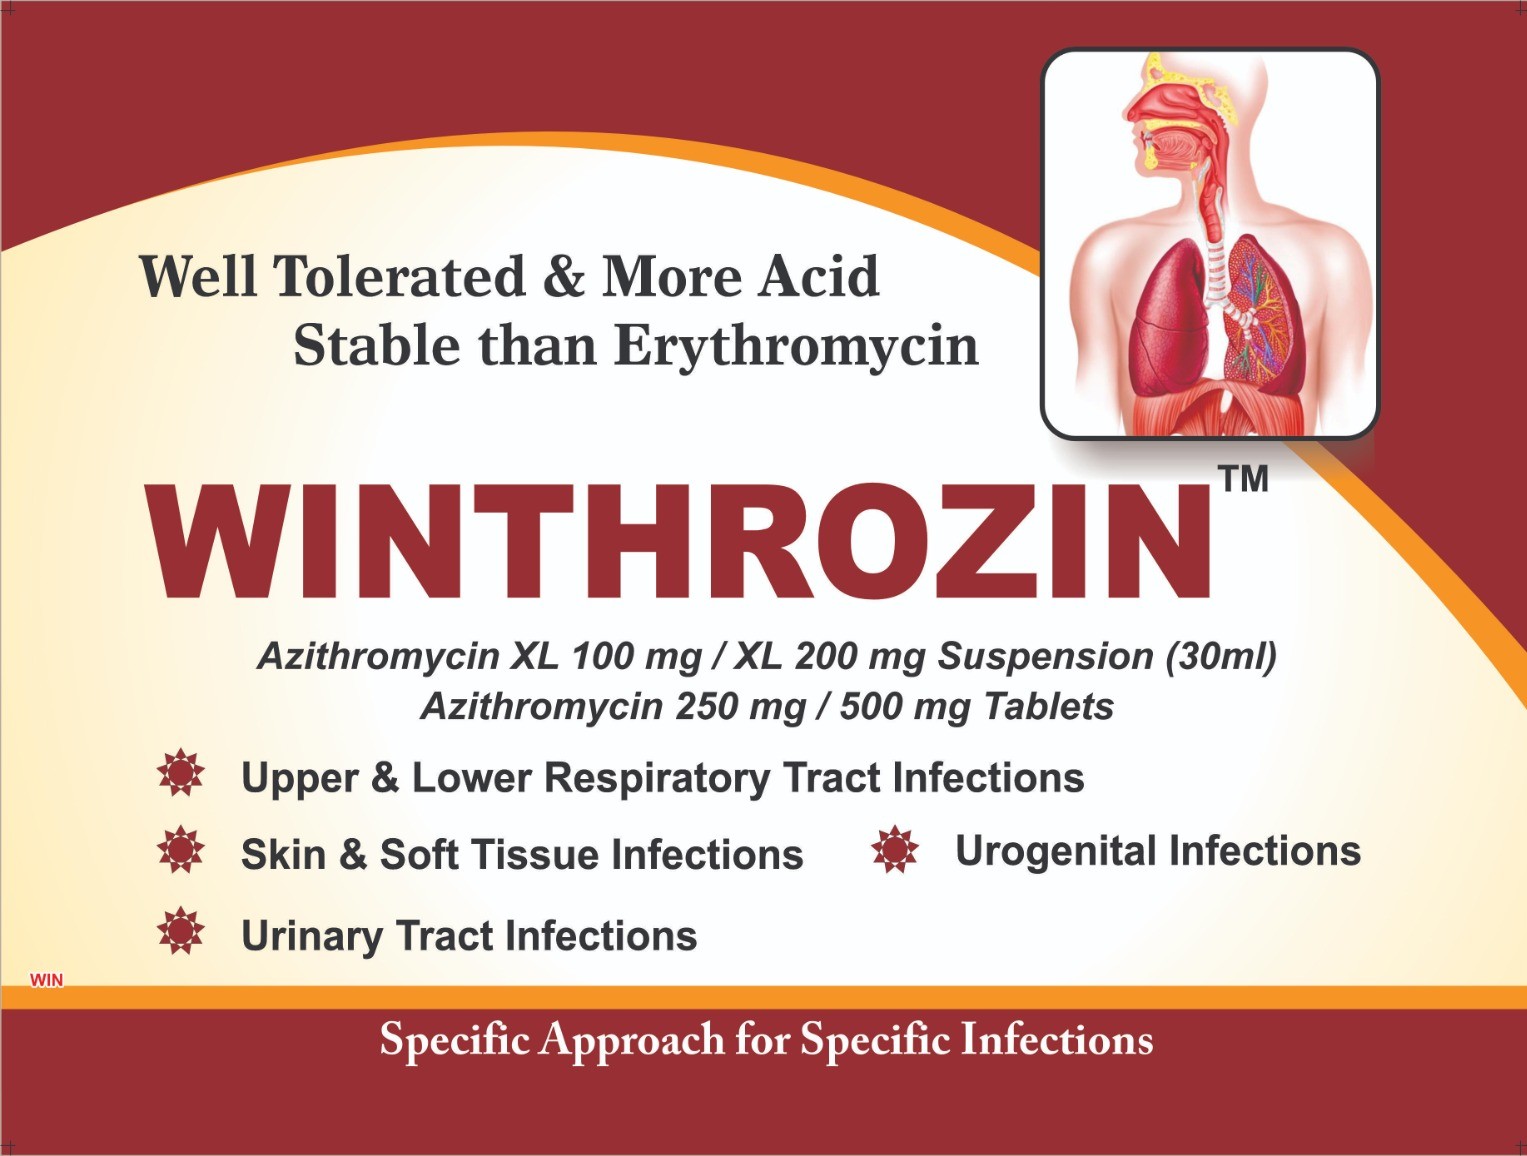 Well Tolerated & More Acid
Stable than Erythromycin
WINTHROZIN™
Azithromycin XL 100 mg / XL 200 mg Suspension (30ml)
Azithromycin 250 mg / 500 mg Tablets
Upper & Lower Respiratory Tract Infections
Skin & Soft Tissue Infections
Urogenital Infections
Urinary Tract Infections
WIN
Specific Approach for Specific Infections